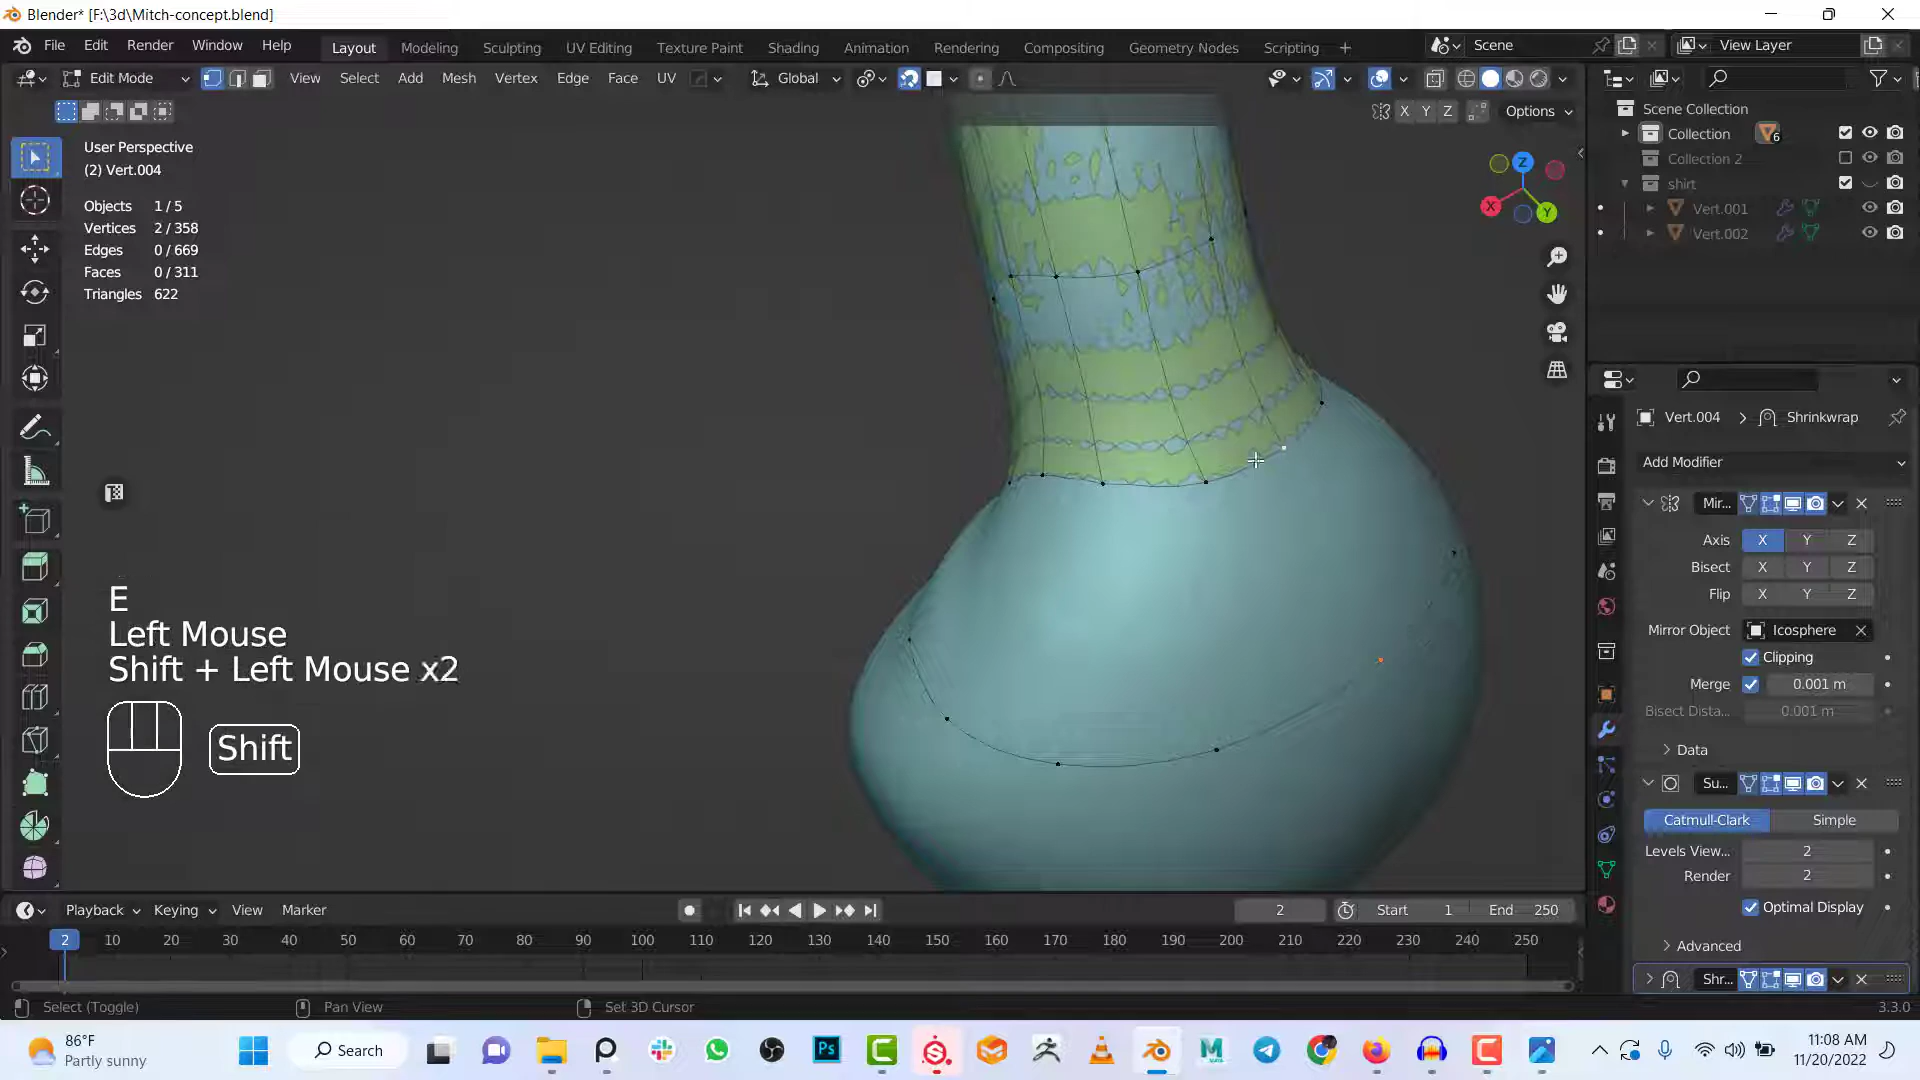 Blender* [F:\3d\Mitch-concept.blend]
File Edit Render Window Help Layout Modeling Sculpting UV Editing Texture Paint Shading Animation Rendering Compositing Geometry Nodes Scripting + Scene View Layer
Edit Mode View Select Add Mesh Vertex Edge Face UV Global
X Y Z Options
User Perspective
(2) Vert.004
Objects 1 / 5
Vertices 2 / 358
Edges 0 / 669
Faces 0 / 311
Triangles 622
Z
X
Y
E
Left Mouse
Shift + Left Mouse x2
Shift
Scene Collection
Collection 6
Collection 2
shirt
Vert.001
Vert.002
Vert.004 > Shrinkwrap
Add Modifier
Mir...
Axis X Y Z
Bisect X Y Z
Flip X Y Z
Mirror Object Icosphere
Clipping
Merge 0.001 m
Bisect Dista... 0.001 m
Data
Su...
Catmull-Clark Simple
Levels View... 2
Render 2
Optimal Display
Advanced
Shr...
Playback Keying View Marker 2 Start 1 End 250
2 10 20 30 40 50 60 70 80 90 100 110 120 130 140 150 160 170 180 190 200 210 220 230 240 250
Select (Toggle) Pan View Set 3D Cursor 3.3.0
86°F
Partly sunny
Search
Ps
11:08 AM
11/20/2022